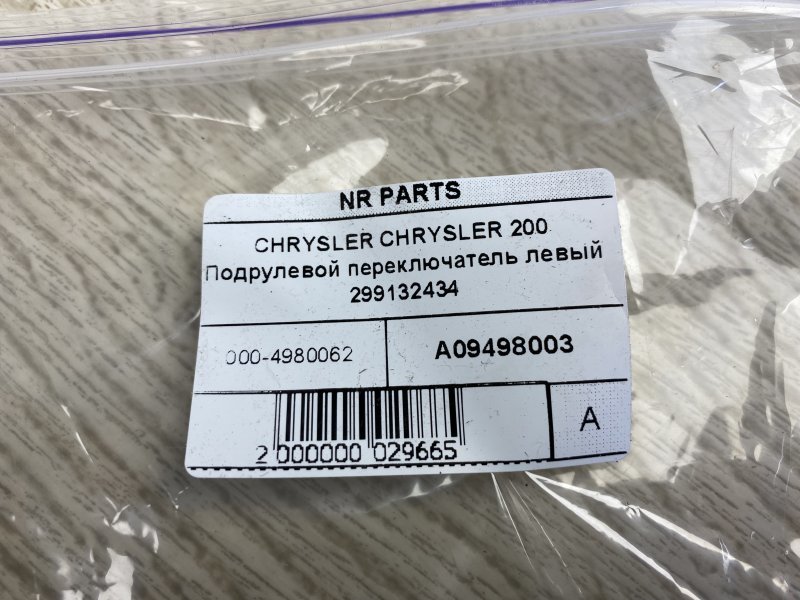 NR PARTS
CHRYSLER CHRYSLER 200
Подрулевой переключатель левый
299132434
000-4980062
A09498003
2 000000 029665
A